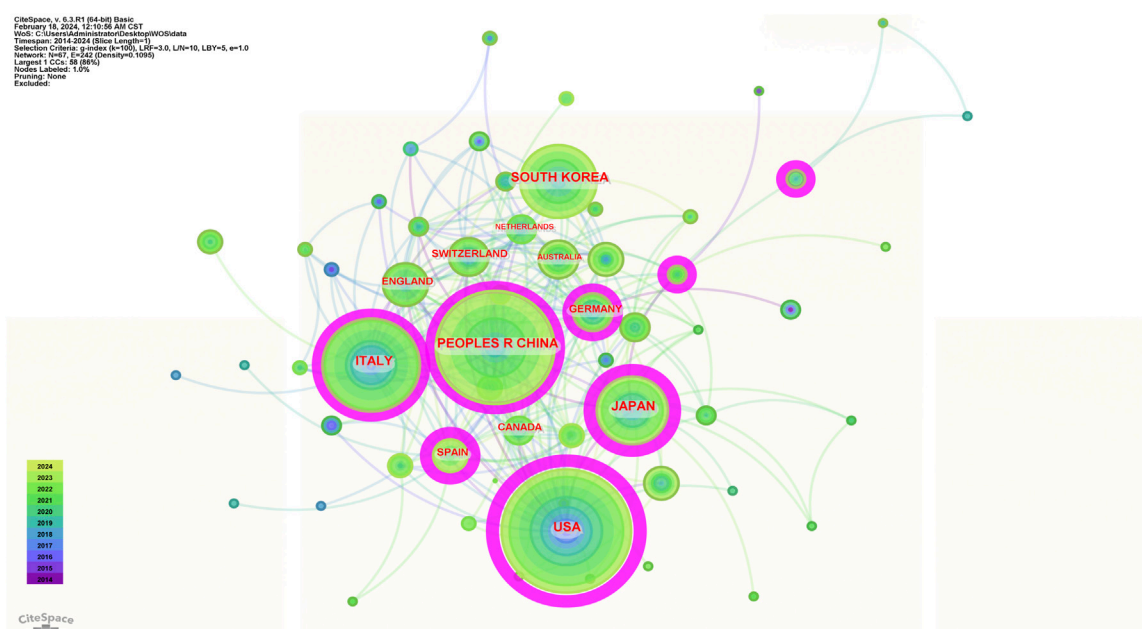 CiteSpace, v. 6.3.R1 (64-bit) Basic
February 18, 2024, 12:10:56 AM CST
WoS: C:\Users\Administrator\Desktop\WOS\data
Timespan: 2014-2024 (Slice Length=1)
Selection Criteria: g-index (k=100), LRF=3.0, L/N=10, LBY=5, e=1.0
Network: N=67, E=242 (Density=0.1095)
Largest 1 CCs: 58 (86%)
Nodes Labeled: 1.0%
Pruning: None
Excluded:
SOUTH KOREA
NETHERLANDS
SWITZERLAND
AUSTRALIA
ENGLAND
GERMANY
PEOPLES R CHINA
ITALY
JAPAN
CANADA
SPAIN
USA
2024
2023
2022
2021
2020
2019
2018
2017
2016
2015
2014
CiteSpace